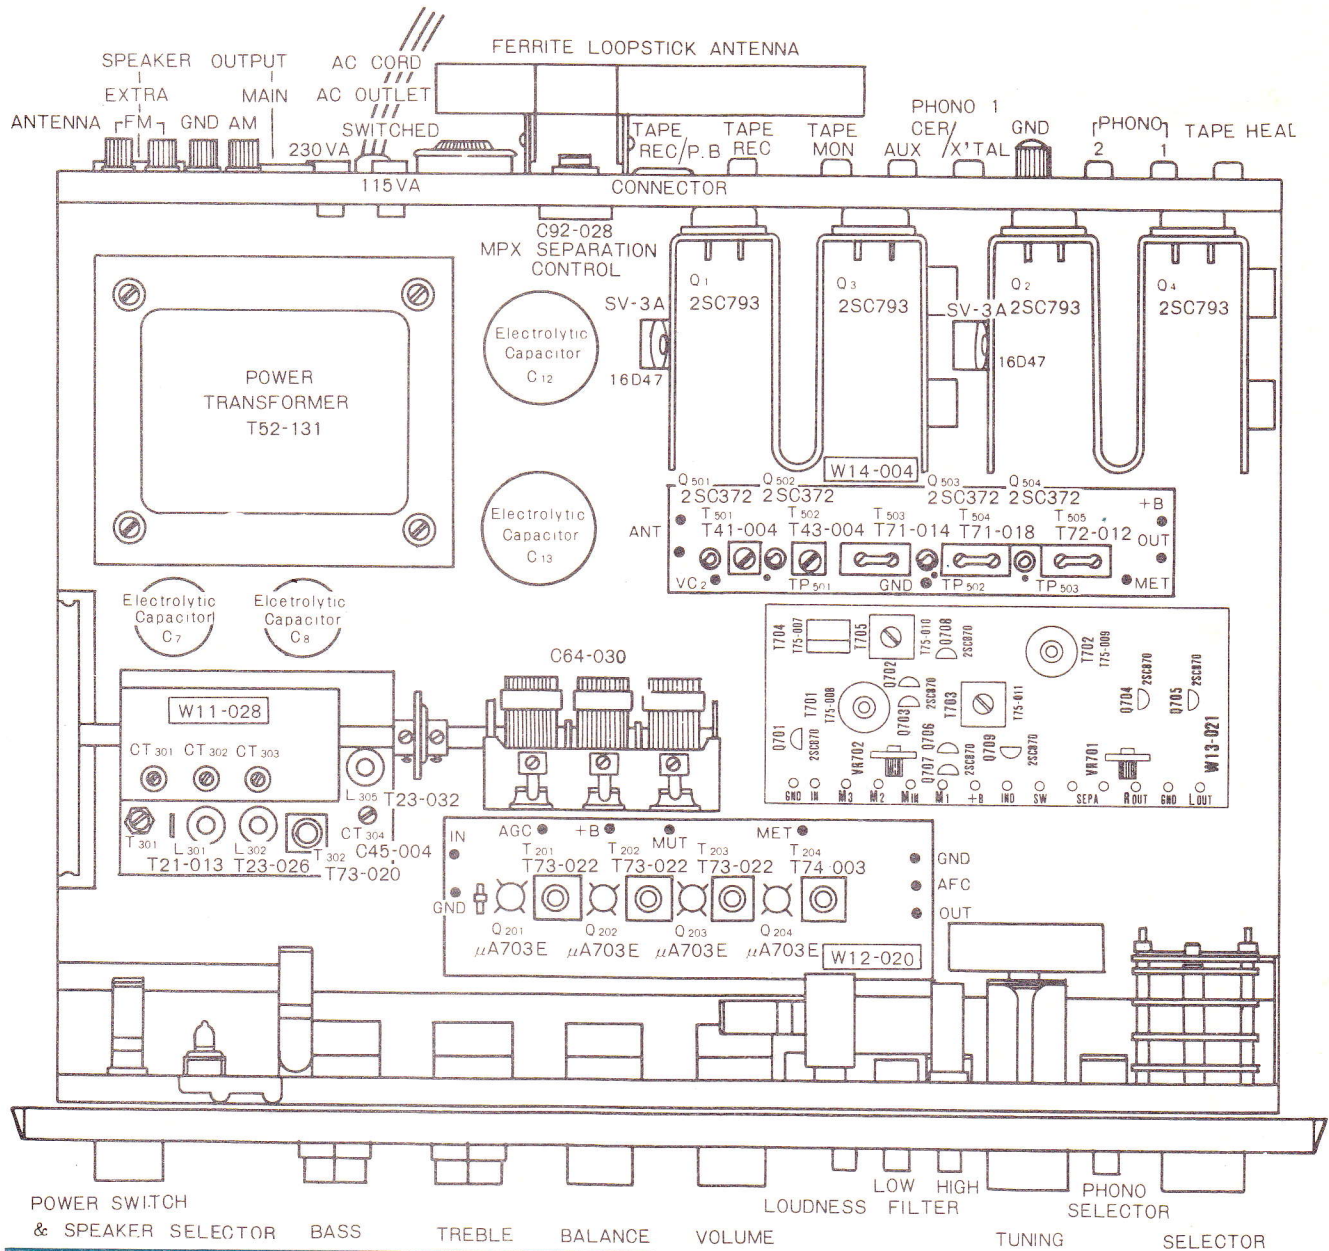 FERRITE LOOPSTICK ANTENNA
SPEAKER OUTPUT
EXTRA MAIN
AC CORD
AC OUTLET
SWITCHED
ANTENNA FM GND AM
230VA
115VA
TAPE REC/P.B
TAPE REC
TAPE MON
AUX
PHONO 1
CER/X'TAL
GND
PHONO
2 1
TAPE HEAD
CONNECTOR
C92-028
MPX SEPARATION
CONTROL
POWER
TRANSFORMER
T52-131
Electrolytic
Capacitor
C12
Electrolytic
Capacitor
C13
SV-3A
16D47
Q1
2SC793
Q3
2SC793
SV-3A
16D47
Q2
2SC793
Q4
2SC793
W14-004
Q501 Q502 Q503 Q504
2SC372 2SC372 2SC372 2SC372
T501 T502 T503 T504 T505
T41-004 T43-004 T71-014 T71-018 T72-012
+B
ANT
OUT
VC2 TP501 GND TP502 TP503 MET
Electrolytic
Capacitor
C7
Elcetrolytic
Capacitor
C8
C64-030
W11-028
CT301 CT302 CT303
L305 T23-032
CT304
C45-004
T301 L301 L302 T302
T21-013 T23-026 T73-020
T704
T75-007
T705
T75-010
Q708
2SC870
T702
T75-009
Q704
2SC870
Q705
2SC870
T701
T75-008
Q702
2SC870
Q703
T703
T75-011
Q701
2SC870
VR702
Q706
Q707
2SC870
Q709
2SC870
VR701
W13-021
GND IN M3 M2 MIN M1 +B IND SW SEPA ROUT GND LOUT
IN AGC +B MUT MET
T201 T202 T203 T204
T73-022 T73-022 T73-022 T74-003
GND
AFC
OUT
GND
Q201 Q202 Q203 Q204
μA703E μA703E μA703E μA703E
W12-020
POWER SWITCH
& SPEAKER SELECTOR
BASS
TREBLE
BALANCE
VOLUME
LOUDNESS
LOW HIGH
FILTER
TUNING
PHONO
SELECTOR
SELECTOR